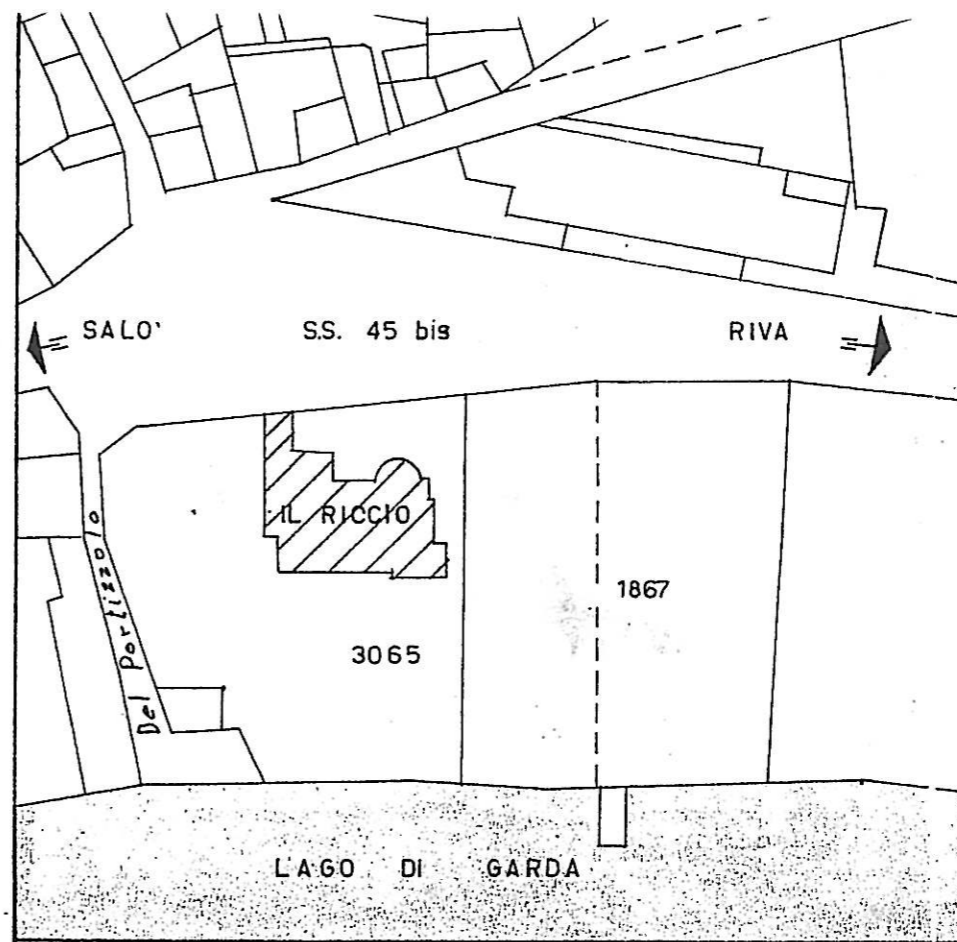 SALO' S.S. 45 bis RIVA
IL RICCIO
Del Portizzolo
1867
3065
LAGO DI GARDA